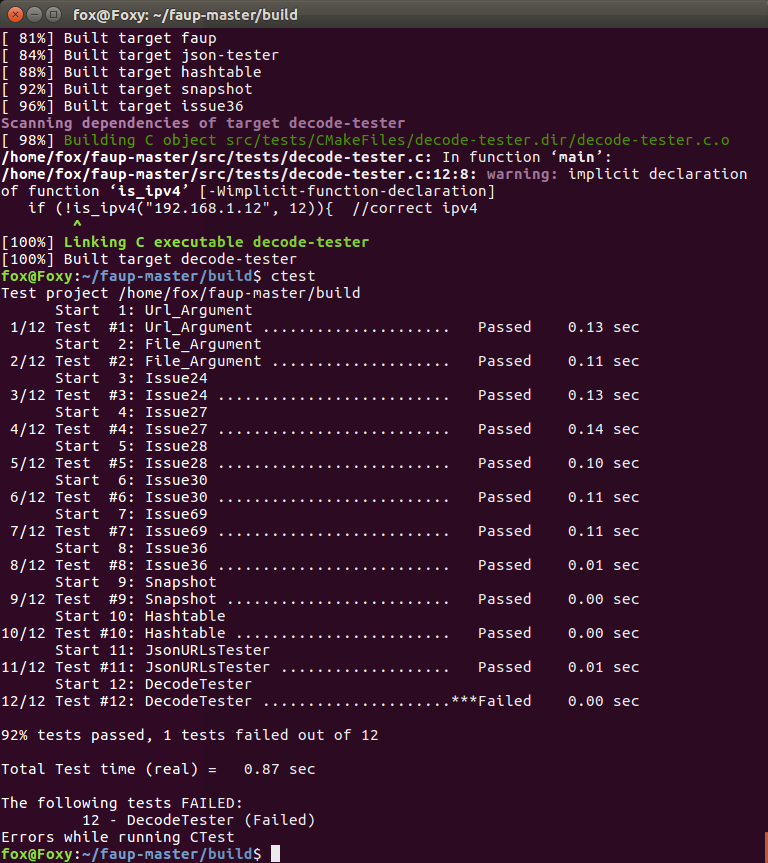 fox@Foxy: ~/faup-master/build
[ 81%] Built target faup
[ 84%] Built target json-tester
[ 88%] Built target hashtable
[ 92%] Built target snapshot
[ 96%] Built target issue36
Scanning dependencies of target decode-tester
[ 98%] Building C object src/tests/CMakeFiles/decode-tester.dir/decode-tester.c.o
/home/fox/faup-master/src/tests/decode-tester.c: In function ‘main’:
/home/fox/faup-master/src/tests/decode-tester.c:12:8: warning: implicit declaration
of function ‘is_ipv4’ [-Wimplicit-function-declaration]
   if (!is_ipv4("192.168.1.12", 12)){  //correct ipv4
        ^
[100%] Linking C executable decode-tester
[100%] Built target decode-tester
fox@Foxy:~/faup-master/build$ ctest
Test project /home/fox/faup-master/build
      Start  1: Url_Argument
 1/12 Test  #1: Url_Argument .....................   Passed    0.13 sec
      Start  2: File_Argument
 2/12 Test  #2: File_Argument ....................   Passed    0.11 sec
      Start  3: Issue24
 3/12 Test  #3: Issue24 ..........................   Passed    0.13 sec
      Start  4: Issue27
 4/12 Test  #4: Issue27 ..........................   Passed    0.14 sec
      Start  5: Issue28
 5/12 Test  #5: Issue28 ..........................   Passed    0.10 sec
      Start  6: Issue30
 6/12 Test  #6: Issue30 ..........................   Passed    0.11 sec
      Start  7: Issue69
 7/12 Test  #7: Issue69 ..........................   Passed    0.11 sec
      Start  8: Issue36
 8/12 Test  #8: Issue36 ..........................   Passed    0.01 sec
      Start  9: Snapshot
 9/12 Test  #9: Snapshot .........................   Passed    0.00 sec
      Start 10: Hashtable
10/12 Test #10: Hashtable ........................   Passed    0.00 sec
      Start 11: JsonURLsTester
11/12 Test #11: JsonURLsTester ...................   Passed    0.01 sec
      Start 12: DecodeTester
12/12 Test #12: DecodeTester .....................***Failed    0.00 sec

92% tests passed, 1 tests failed out of 12

Total Test time (real) =   0.87 sec

The following tests FAILED:
         12 - DecodeTester (Failed)
Errors while running CTest
fox@Foxy:~/faup-master/build$